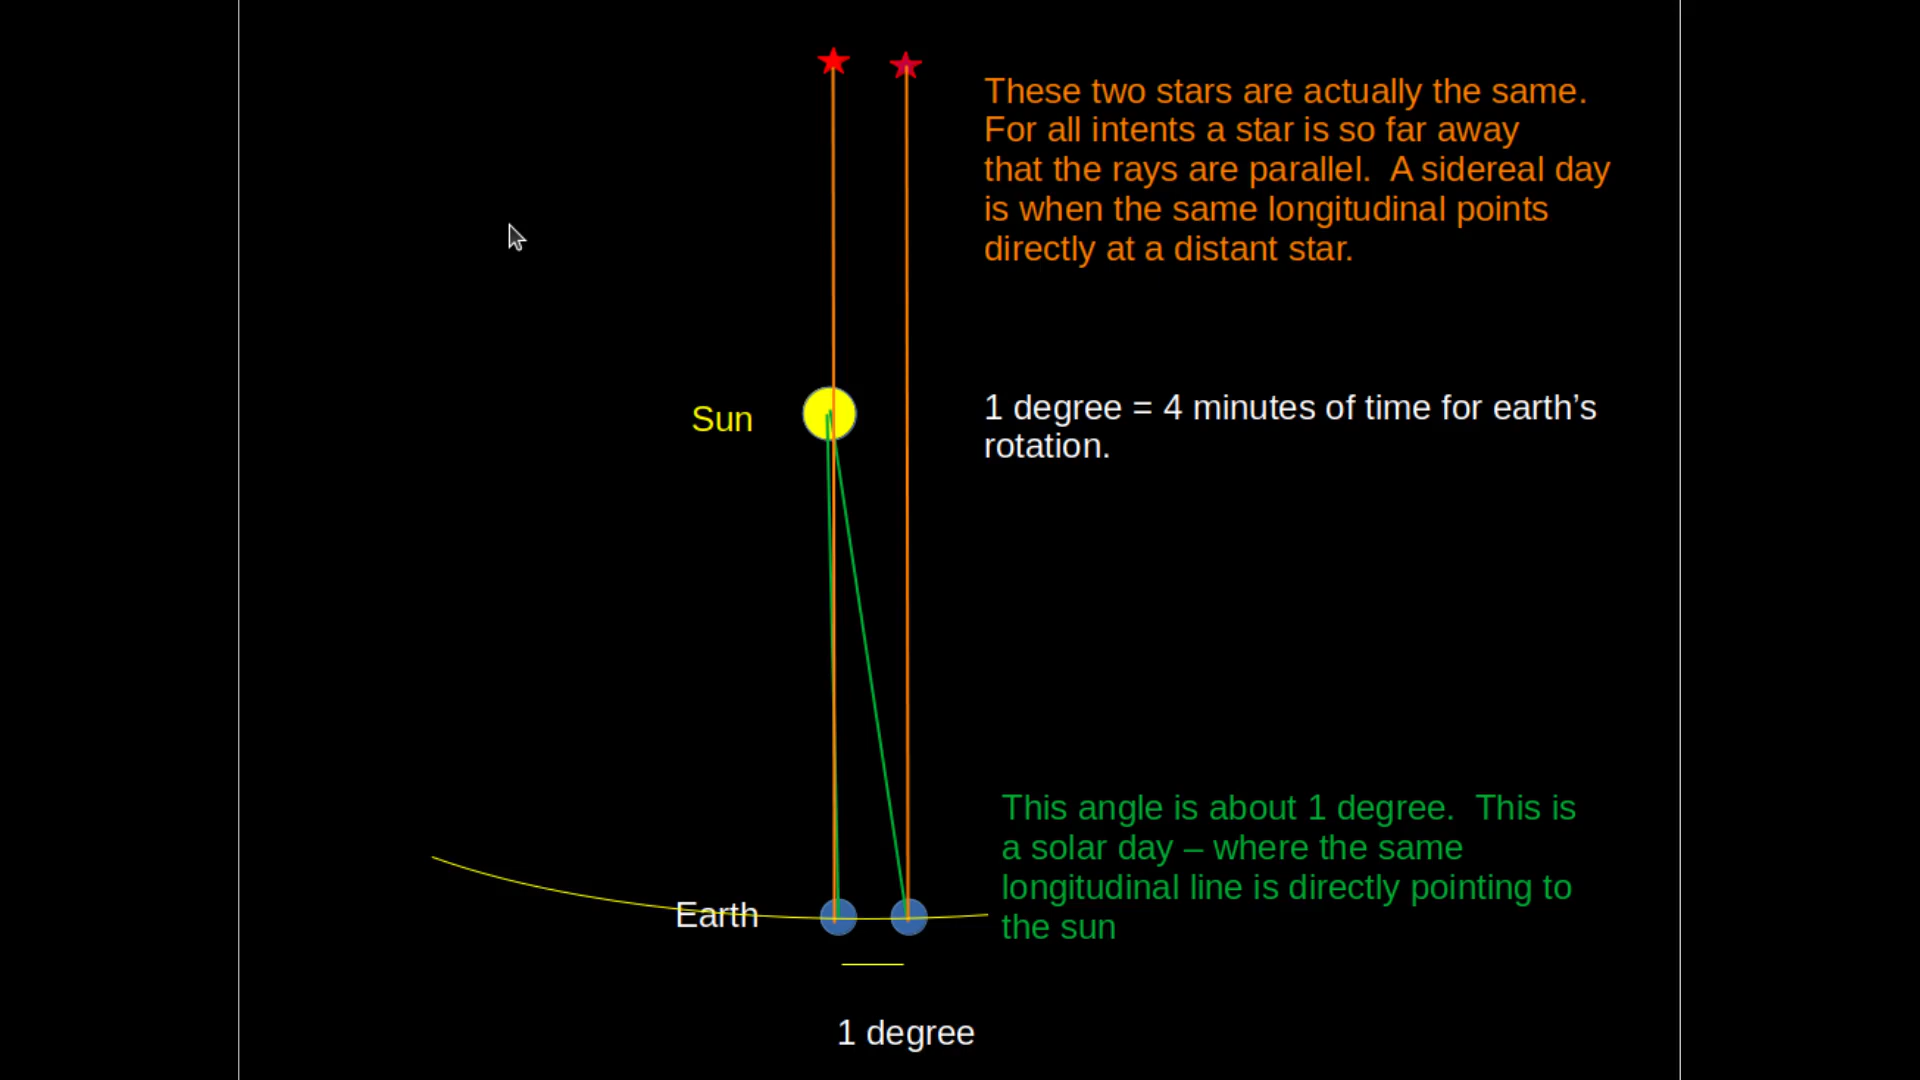 These two stars are actually the same.
For all intents a star is so far away
that the rays are parallel.  A sidereal day
is when the same longitudinal points
directly at a distant star.
Sun
1 degree = 4 minutes of time for earth’s
rotation.
This angle is about 1 degree.  This is
a solar day – where the same
longitudinal line is directly pointing to
the sun
Earth
1 degree